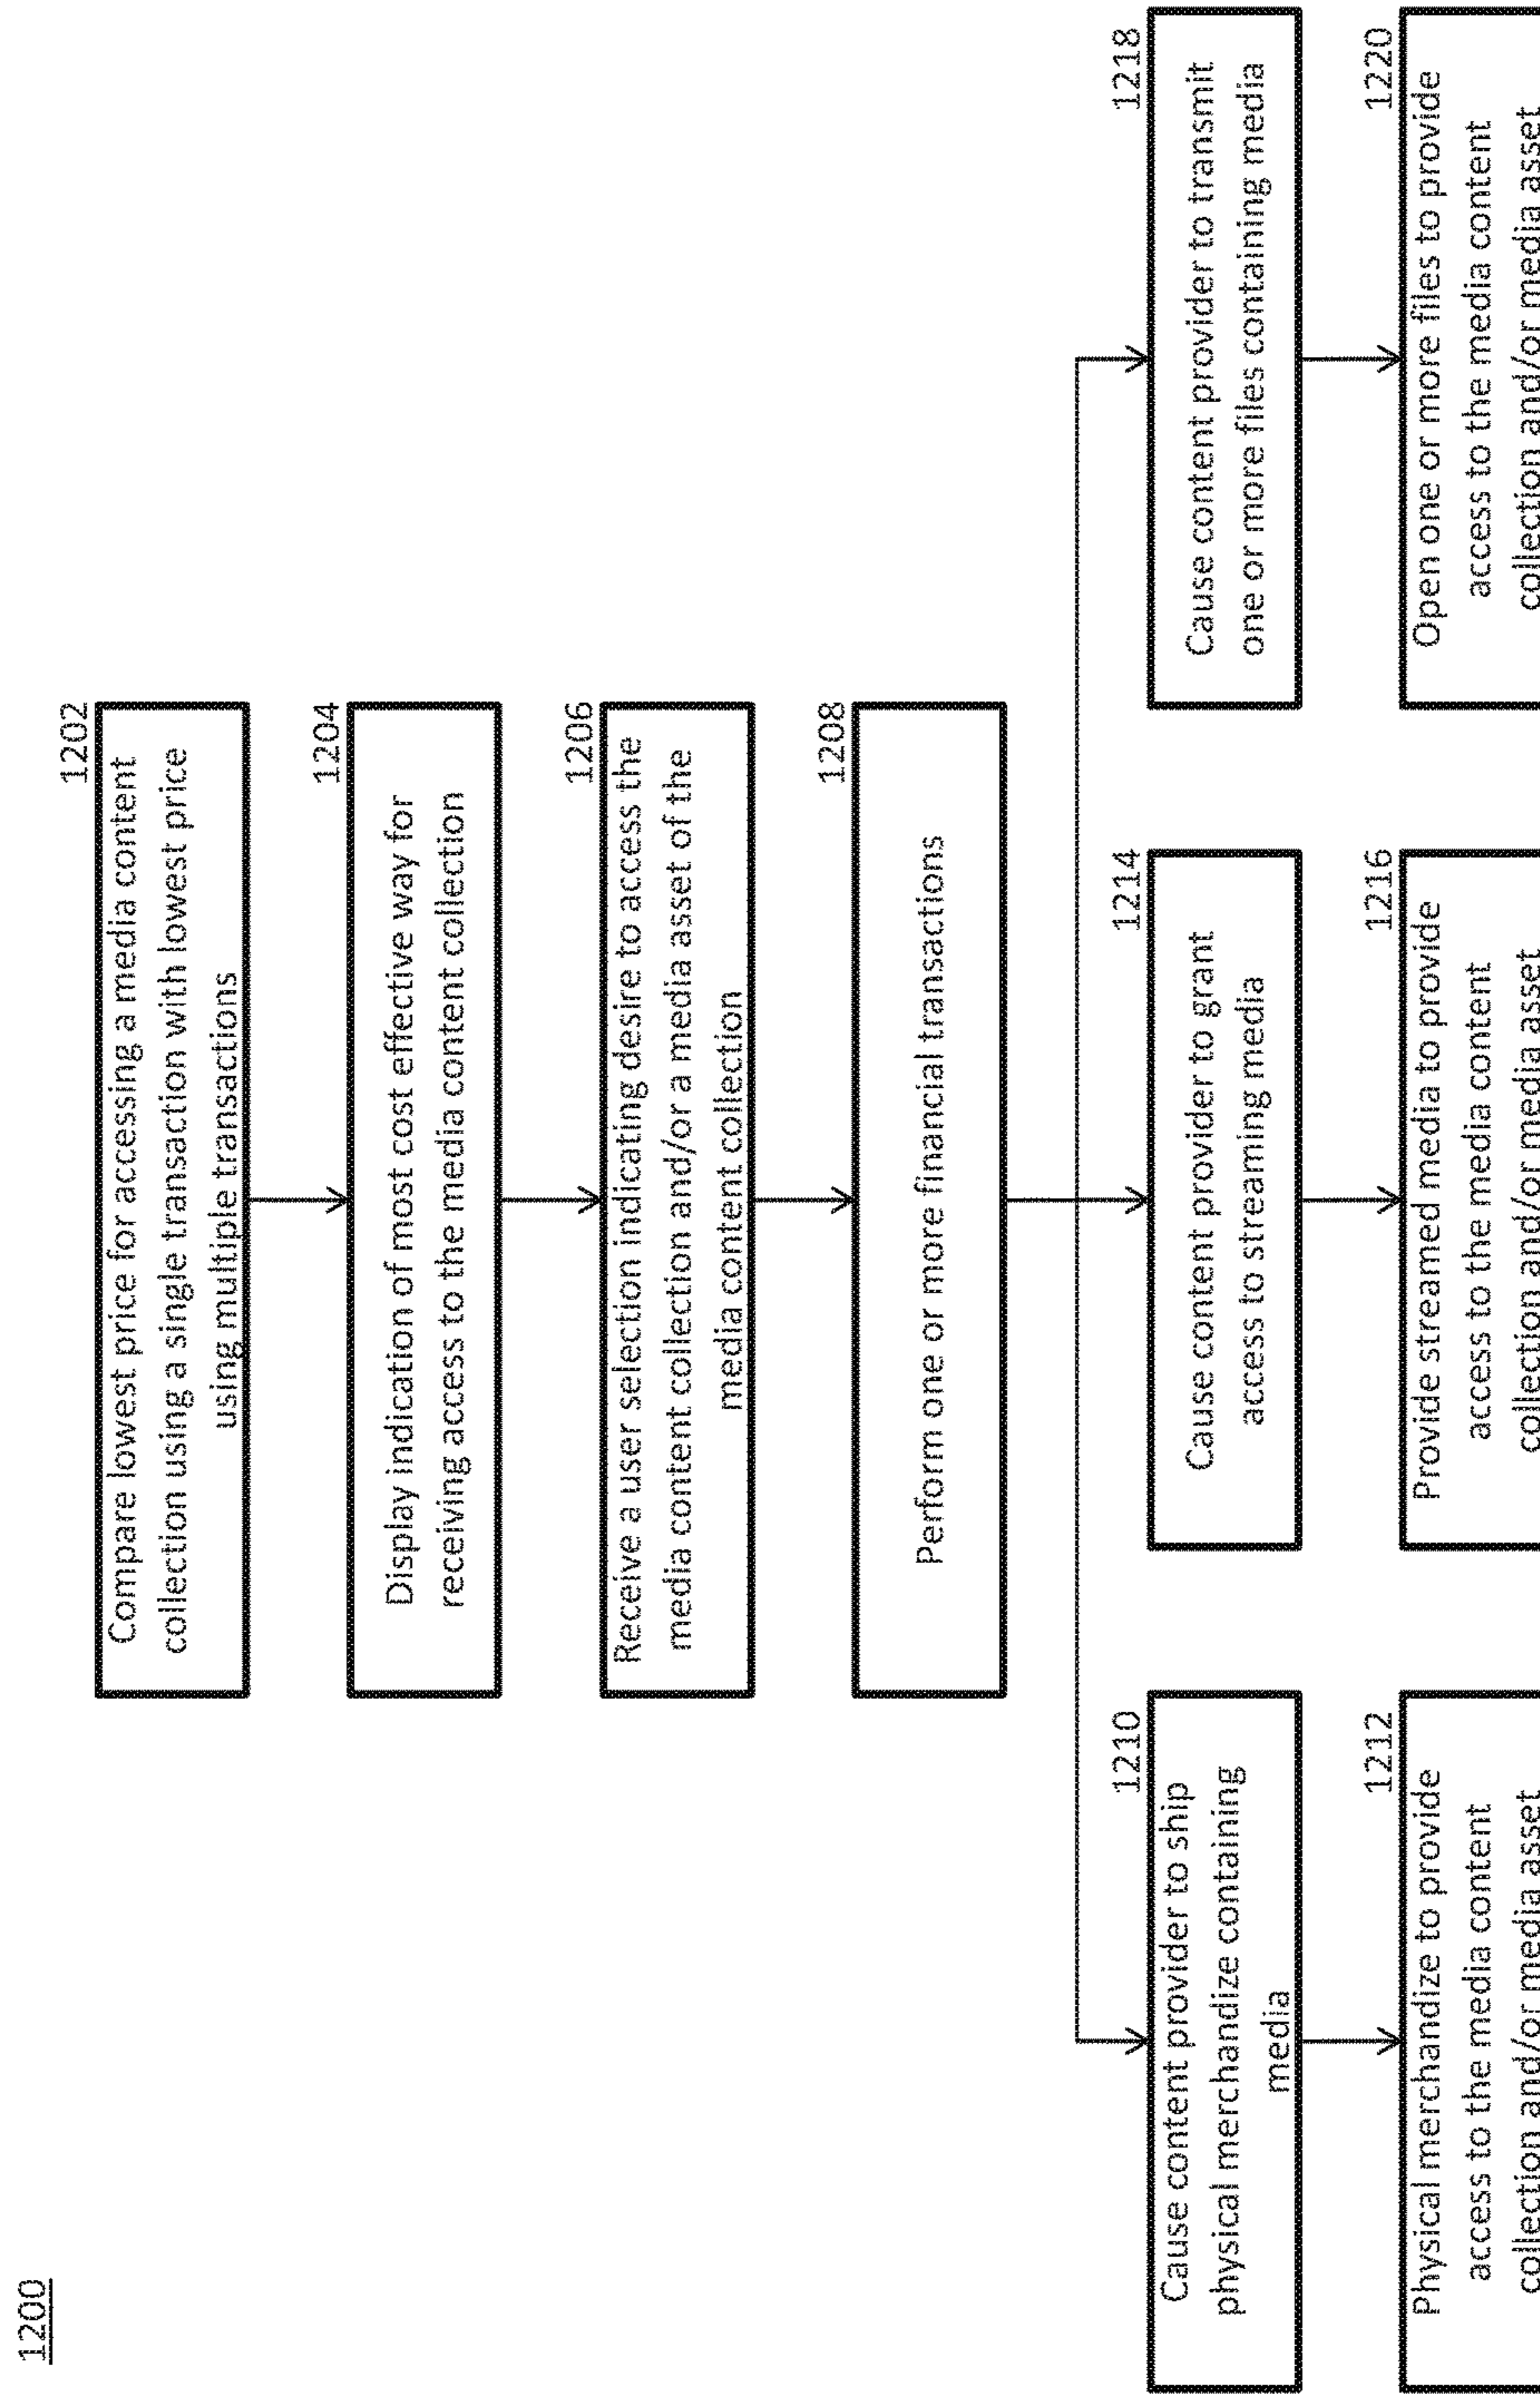 1200
1202
Compare lowest price for accessing a media content
collection using a single transaction with lowest price
using multiple transactions
1204
Display indication of most cost effective way for
receiving access to the media content collection
1206
Receive a user selection indicating desire to access the
media content collection and/or a media asset of the
media content collection
1208
Perform one or more financial transactions
1210
Cause content provider to ship
physical merchandize containing
media
1212
Physical merchandize to provide
access to the media content
collection and/or media asset
1214
Cause content provider to grant
access to streaming media
1216
Provide streamed media to provide
access to the media content
collection and/or media asset
1218
Cause content provider to transmit
one or more files containing media
1220
Open one or more files to provide
access to the media content
collection and/or media asset